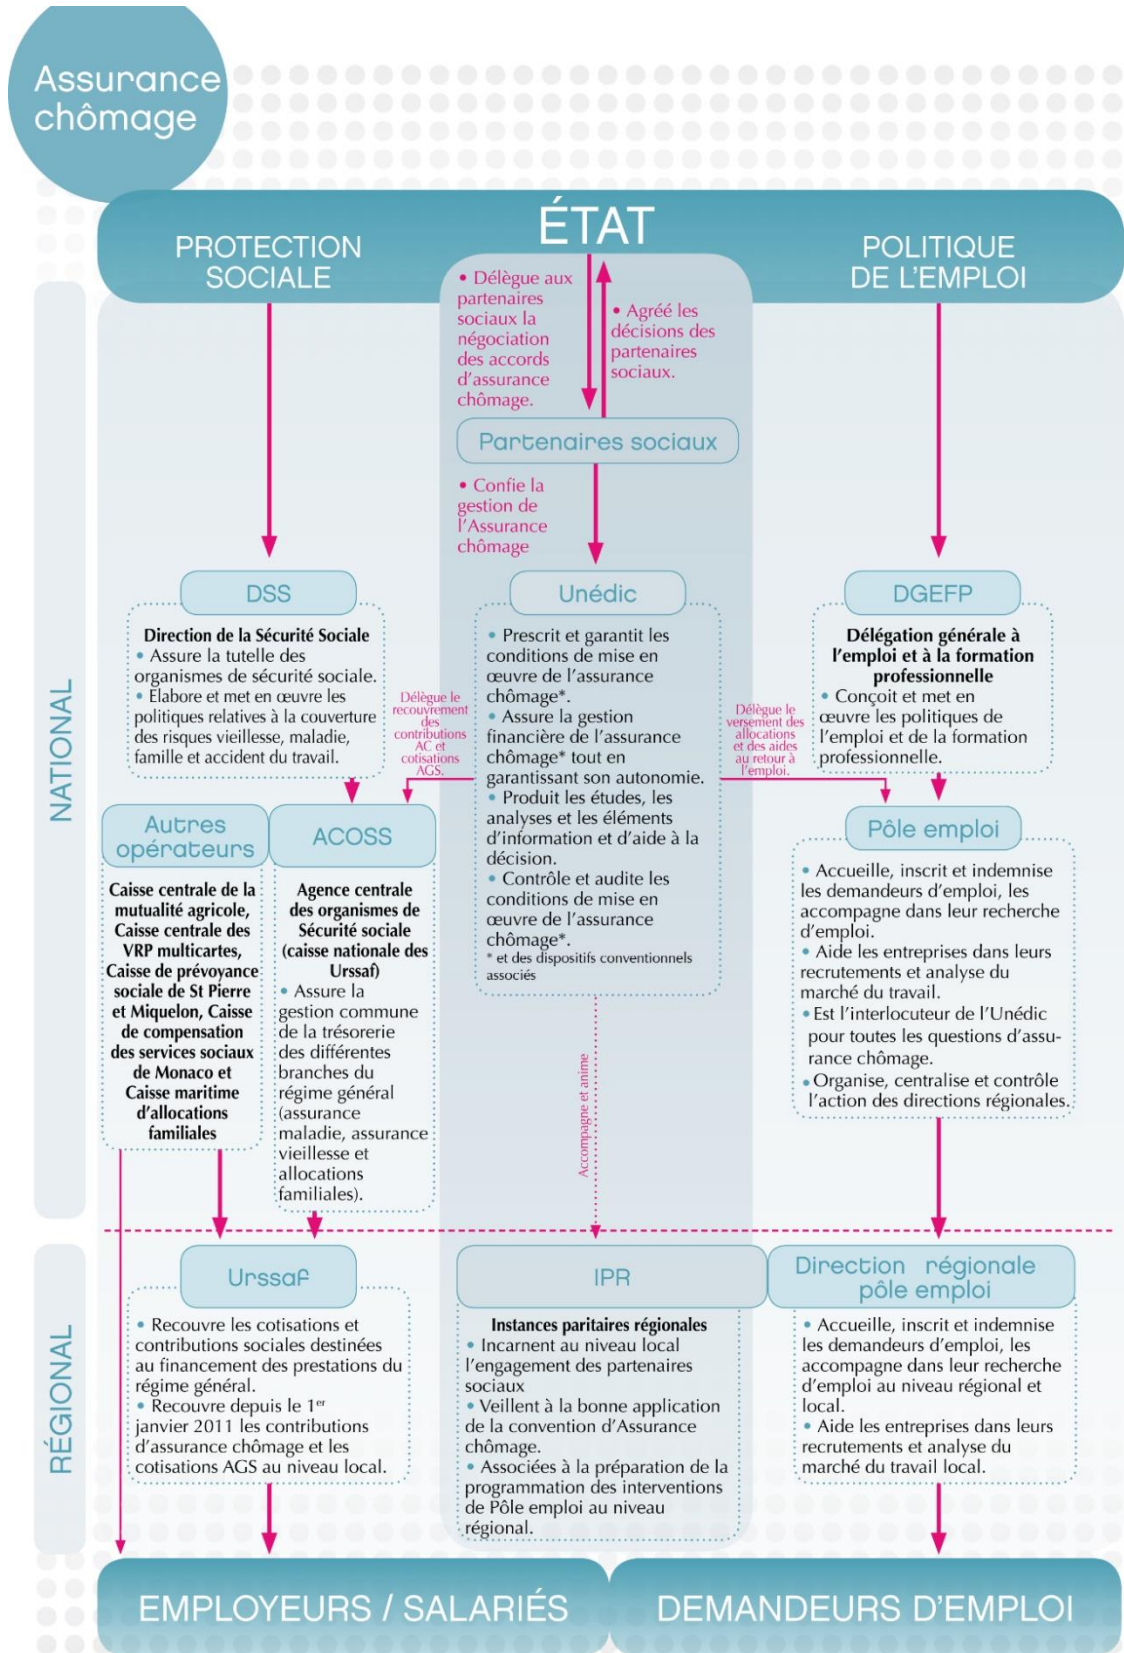 Assurance
chômage
ÉTAT
PROTECTION
SOCIALE
POLITIQUE
DE L'EMPLOI
• Délègue aux
partenaires
sociaux la
négociation
des accords
d'assurance
chômage.
• Agréé les
décisions des
partenaires
sociaux.
Partenaires sociaux
• Confie la
gestion de
l'Assurance
chômage
NATIONAL
DSS
Direction de la Sécurité Sociale
• Assure la tutelle des
organismes de sécurité sociale.
• Elabore et met en œuvre les
politiques relatives à la couverture
des risques vieillesse, maladie,
famille et accident du travail.
Délègue le
recouvrement
des
contributions
AC et
cotisations
AGS.
Unédic
• Prescrit et garantit les
conditions de mise en
œuvre de l'assurance
chômage*.
• Assure la gestion
financière de l'assurance
chômage* tout en
garantissant son autonomie.
• Produit les études, les
analyses et les éléments
d'information et d'aide à la
décision.
• Contrôle et audite les
conditions de mise en
œuvre de l'assurance
chômage*.
* et des dispositifs conventionnels
associés
Délègue le
versement des
allocations
et des aides
au retour à
l'emploi.
DGEFP
Délégation générale à
l'emploi et à la formation
professionnelle
• Conçoit et met en
œuvre les politiques de
l'emploi et de la formation
professionnelle.
Autres
opérateurs
Caisse centrale de la
mutualité agricole,
Caisse centrale des
VRP multicartes,
Caisse de prévoyance
sociale de St Pierre
et Miquelon, Caisse
de compensation
des services sociaux
de Monaco et
Caisse maritime
d'allocations
familiales
ACOSS
Agence centrale
des organismes de
Sécurité sociale
(caisse nationale des
Urssaf)
• Assure la
gestion commune
de la trésorerie
des différentes
branches du
régime général
(assurance
maladie, assurance
vieillesse et
allocations
familiales).
Pôle emploi
• Accueille, inscrit et indemnise
les demandeurs d'emploi, les
accompagne dans leur recherche
d'emploi.
• Aide les entreprises dans leurs
recrutements et analyse du
marché du travail.
• Est l'interlocuteur de l'Unédic
pour toutes les questions d'assu-
rance chômage.
• Organise, centralise et contrôle
l'action des directions régionales.
Accompagne et anime
RÉGIONAL
Urssaf
• Recouvre les cotisations et
contributions sociales destinées
au financement des prestations du
régime général.
• Recouvre depuis le 1er
janvier 2011 les contributions
d'assurance chômage et les
cotisations AGS au niveau local.
IPR
Instances paritaires régionales
• Incarnent au niveau local
l'engagement des partenaires
sociaux
• Veillent à la bonne application
de la convention d'Assurance
chômage.
• Associées à la préparation de la
programmation des interventions
de Pôle emploi au niveau
régional.
Direction régionale
pôle emploi
• Accueille, inscrit et indemnise
les demandeurs d'emploi, les
accompagne dans leur recherche
d'emploi au niveau régional et
local.
• Aide les entreprises dans leurs
recrutements et analyse du
marché du travail local.
EMPLOYEURS / SALARIÉS
DEMANDEURS D'EMPLOI